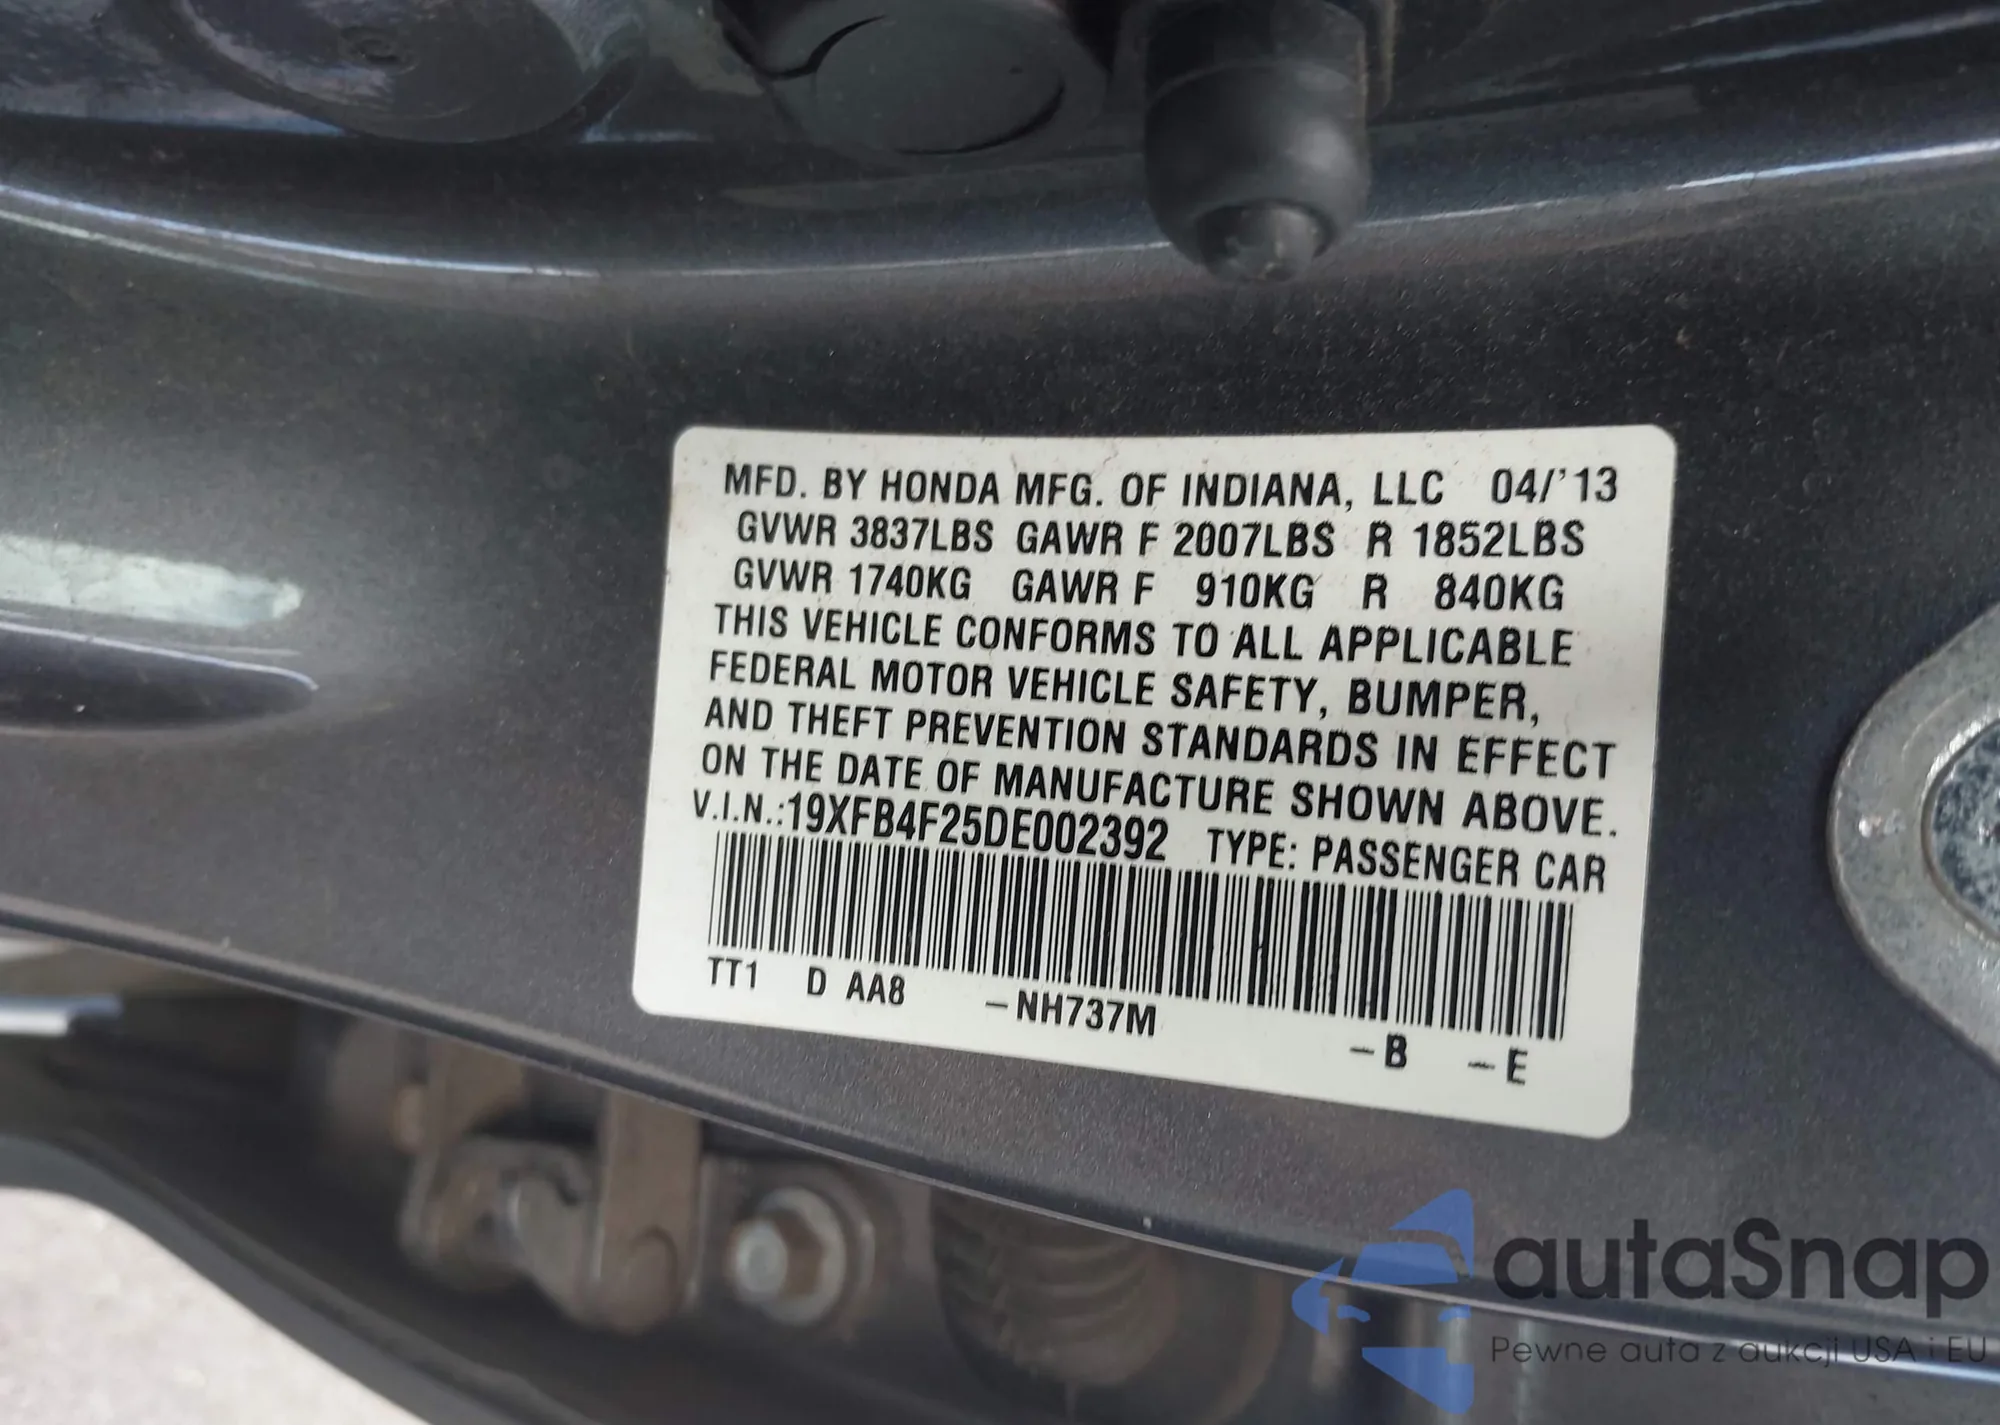 MFD. BY HONDA MFG. OF INDIANA, LLC 04/'13
GVWR 3837LBS GAWR F 2007LBS R 1852LBS
GVWR 1740KG GAWR F 910KG R 840KG
THIS VEHICLE CONFORMS TO ALL APPLICABLE
FEDERAL MOTOR VEHICLE SAFETY, BUMPER,
AND THEFT PREVENTION STANDARDS IN EFFECT
ON THE DATE OF MANUFACTURE SHOWN ABOVE.
V.I.N.:19XFB4F25DE002392 TYPE: PASSENGER CAR
TT1 D AA8 -NH737M -B -E
autaSnap
Pewne auta z aukcji USA i EU